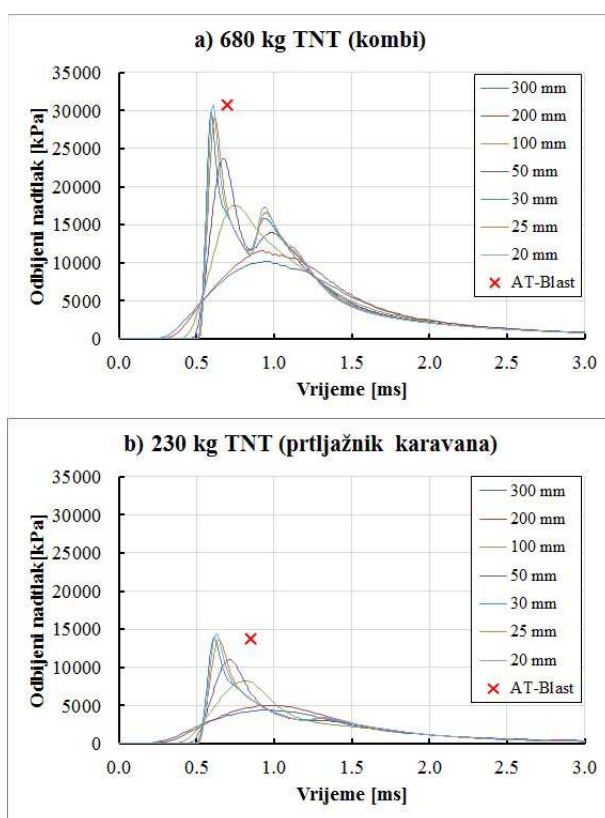 a) 680 kg TNT (kombi)
Odbijeni nadtlak [kPa]
35000
30000
25000
20000
15000
10000
5000
0
0.0 0.5 1.0 1.5 2.0 2.5 3.0
Vrijeme [ms]
300 mm
200 mm
100 mm
50 mm
30 mm
25 mm
20 mm
AT-Blast
b) 230 kg TNT (prtljažnik karavana)
Odbijeni nadtlak[kPa]
35000
30000
25000
20000
15000
10000
5000
0
0.0 0.5 1.0 1.5 2.0 2.5 3.0
Vrijeme [ms]
300 mm
200 mm
100 mm
50 mm
30 mm
25 mm
20 mm
AT-Blast